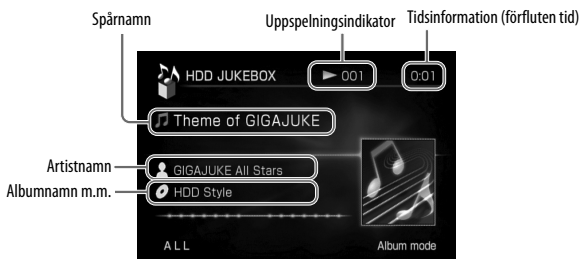 Spårnamn
Uppspelningsindikator
Tidsinformation (förfluten tid)
HDD JUKEBOX
001
0:01
Theme of GIGAJUKE
Artistnamn
GIGAJUKE All Stars
Albumnamn m.m.
HDD Style
ALL
Album mode